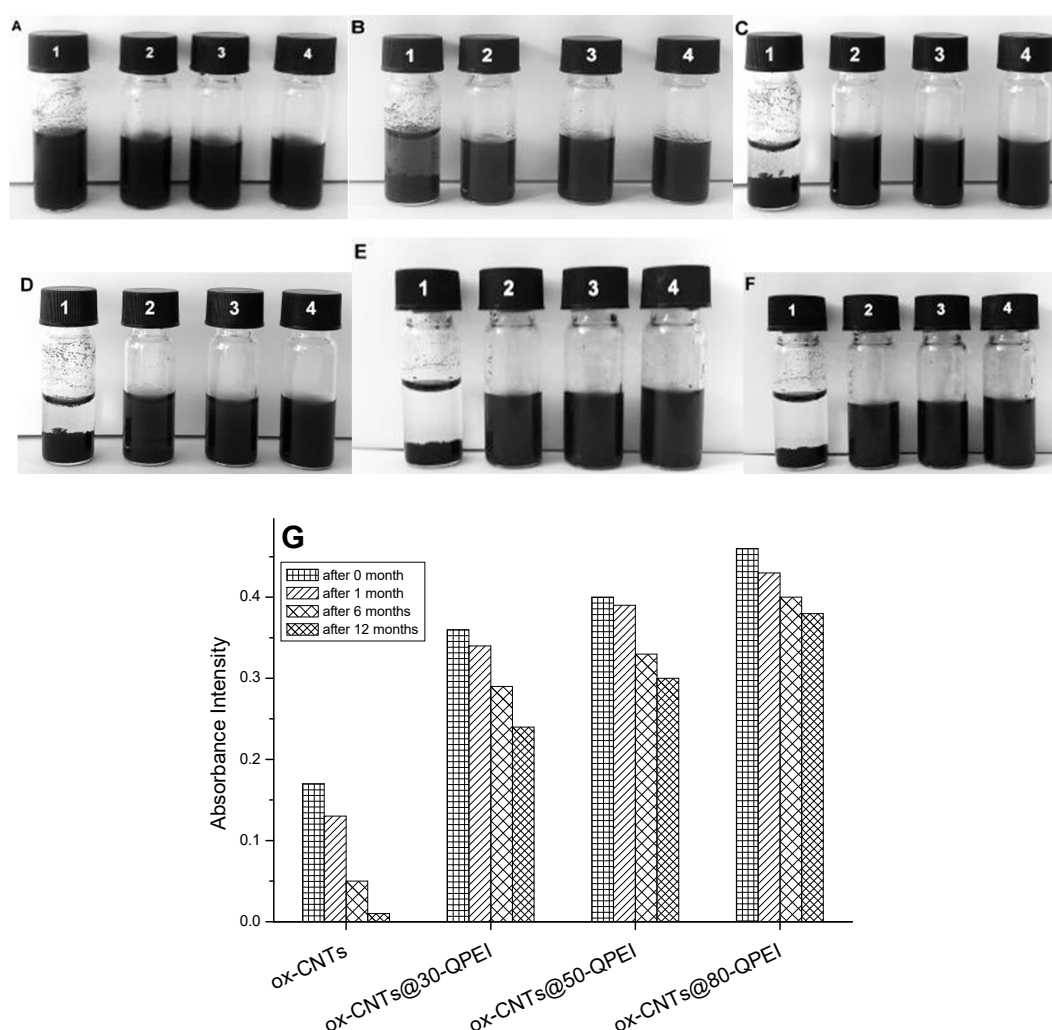 A
1 2 3 4
B
1 2 3 4
C
1 2 3 4
D
1 2 3 4
E
1 2 3 4
F
1 2 3 4
G
after 0 month
after 1 month
after 6 months
after 12 months
Absorbance Intensity
0.4
0.3
0.2
0.1
0.0
ox-CNTs
ox-CNTs@30-QPEI
ox-CNTs@50-QPEI
ox-CNTs@80-QPEI